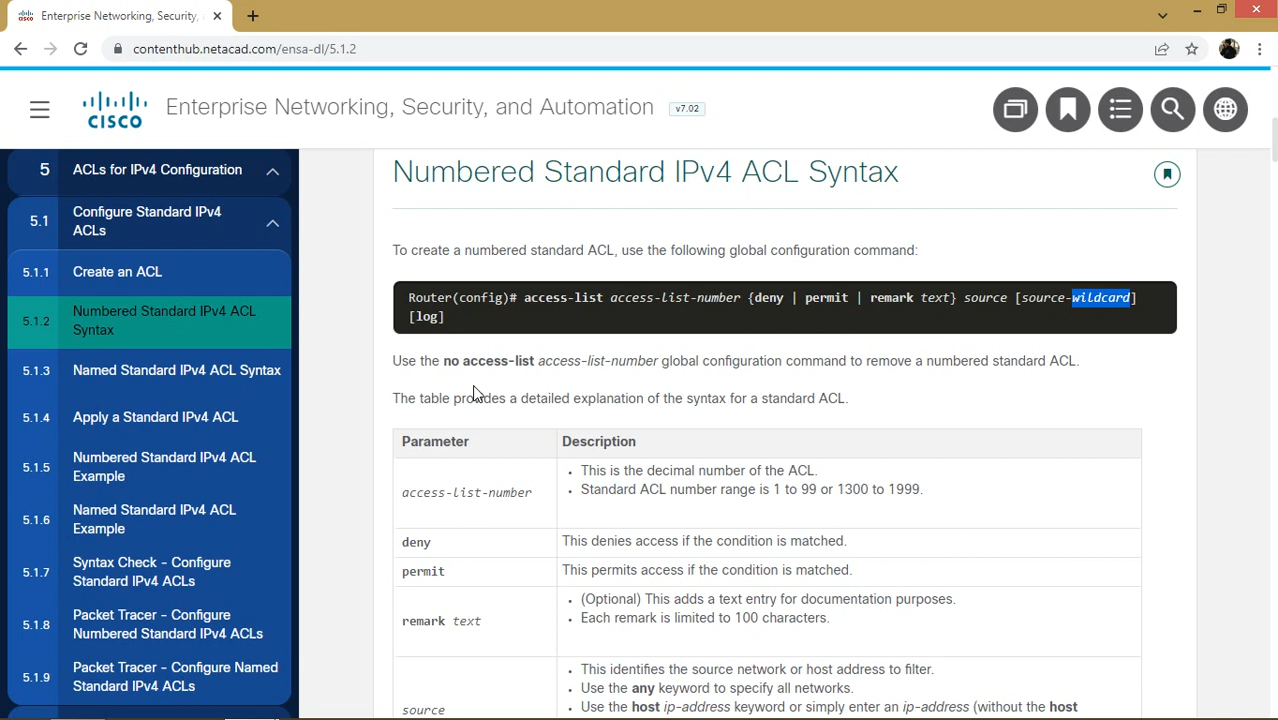 Enterprise Networking, Security,
contenthub.netacad.com/ensa-dl/5.1.2
CISCO
Enterprise Networking, Security, and Automation
v7.02
5 ACLs for IPv4 Configuration
5.1 Configure Standard IPv4
ACLs
5.1.1 Create an ACL
5.1.2 Numbered Standard IPv4 ACL
Syntax
5.1.3 Named Standard IPv4 ACL Syntax
5.1.4 Apply a Standard IPv4 ACL
5.1.5 Numbered Standard IPv4 ACL
Example
5.1.6 Named Standard IPv4 ACL
Example
5.1.7 Syntax Check - Configure
Standard IPv4 ACLs
5.1.8 Packet Tracer - Configure
Numbered Standard IPv4 ACLs
5.1.9 Packet Tracer - Configure Named
Standard IPv4 ACLs
Numbered Standard IPv4 ACL Syntax
To create a numbered standard ACL, use the following global configuration command:
Router(config)# access-list access-list-number {deny | permit | remark text} source [source-wildcard]
[log]
Use the no access-list access-list-number global configuration command to remove a numbered standard ACL.
The table provides a detailed explanation of the syntax for a standard ACL.
Parameter Description
access-list-number
• This is the decimal number of the ACL.
• Standard ACL number range is 1 to 99 or 1300 to 1999.
deny This denies access if the condition is matched.
permit This permits access if the condition is matched.
remark text
• (Optional) This adds a text entry for documentation purposes.
• Each remark is limited to 100 characters.
source
• This identifies the source network or host address to filter.
• Use the any keyword to specify all networks.
• Use the host ip-address keyword or simply enter an ip-address (without the host